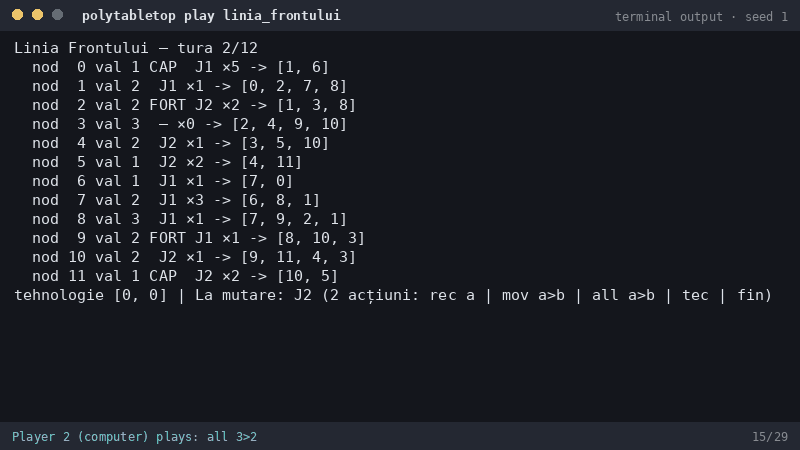 polytabletop play linia_frontului
terminal output · seed 1
Linia Frontului — tura 2/12
nod  0 val 1 CAP  J1 ×5 -> [1, 6]
nod  1 val 2  J1 ×1 -> [0, 2, 7, 8]
nod  2 val 2 FORT J2 ×2 -> [1, 3, 8]
nod  3 val 3  — ×0 -> [2, 4, 9, 10]
nod  4 val 2  J2 ×1 -> [3, 5, 10]
nod  5 val 1  J2 ×2 -> [4, 11]
nod  6 val 1  J1 ×1 -> [7, 0]
nod  7 val 2  J1 ×3 -> [6, 8, 1]
nod  8 val 3  J1 ×1 -> [7, 9, 2, 1]
nod  9 val 2 FORT J1 ×1 -> [8, 10, 3]
nod 10 val 2  J2 ×1 -> [9, 11, 4, 3]
nod 11 val 1 CAP  J2 ×2 -> [10, 5]
tehnologie [0, 0] | La mutare: J2 (2 acțiuni: rec a | mov a>b | all a>b | tec | fin)
Player 2 (computer) plays: all 3>2
15/29